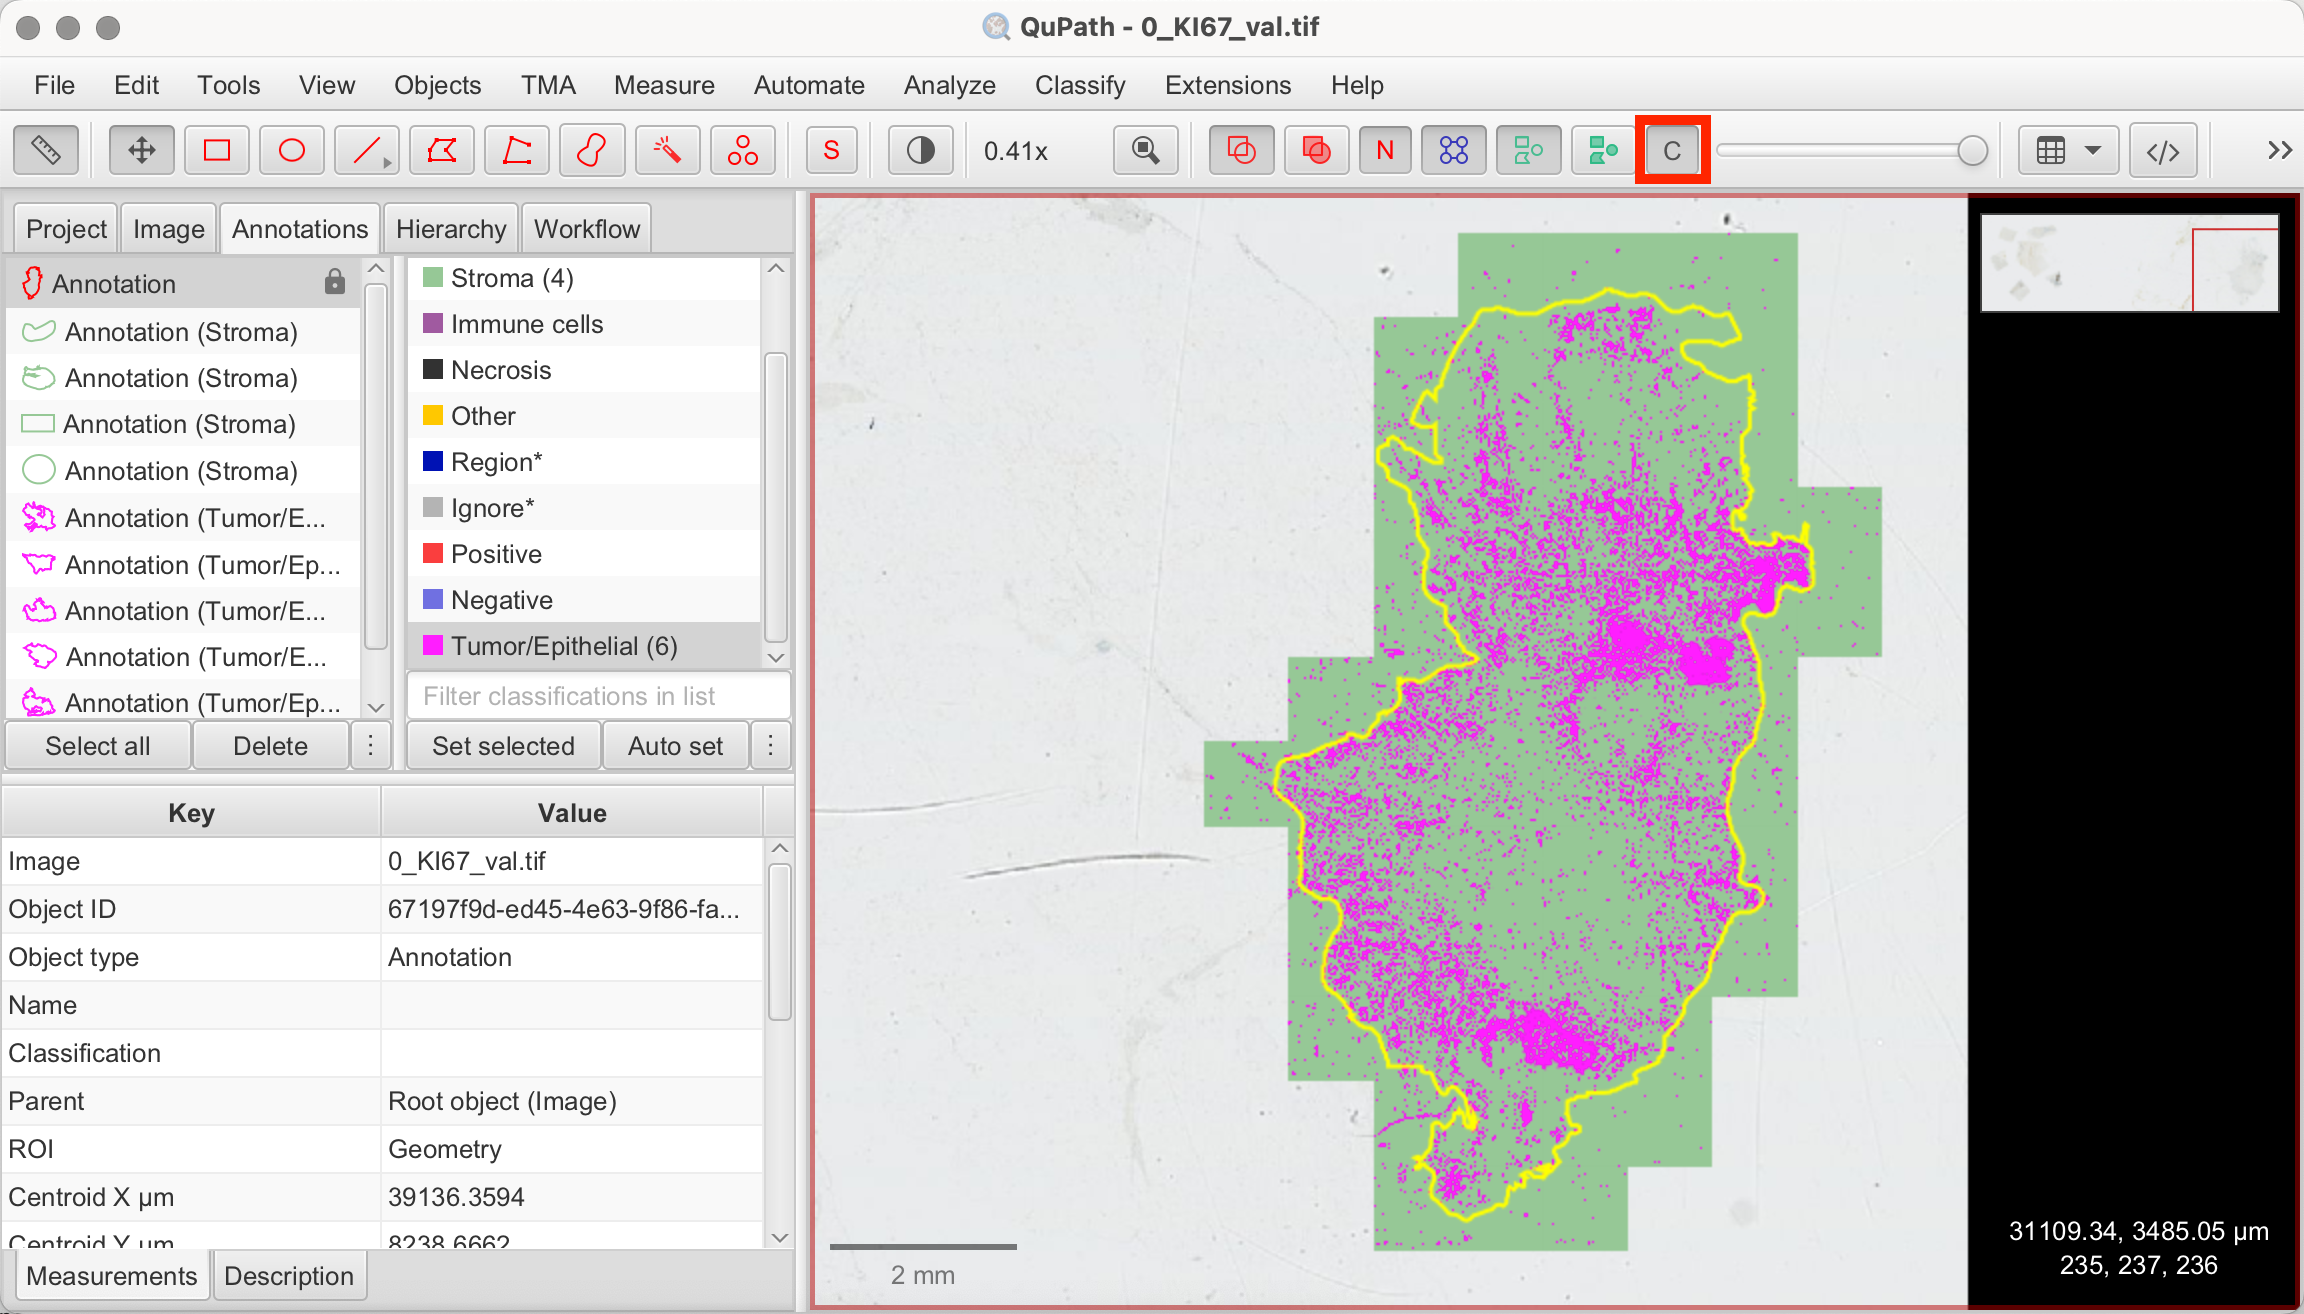 QuPath - 0_KI67_val.tif
File Edit Tools View Objects TMA Measure Automate Analyze Classify Extensions Help
S 0.41x N C </> >>
Project Image Annotations Hierarchy Workflow
Annotation
Annotation (Stroma)
Annotation (Stroma)
Annotation (Stroma)
Annotation (Stroma)
Annotation (Tumor/E...
Annotation (Tumor/Ep...
Annotation (Tumor/E...
Annotation (Tumor/E...
Annotation (Tumor/Ep...
Select all Delete ⋮
Stroma (4)
Immune cells
Necrosis
Other
Region*
Ignore*
Positive
Negative
Tumor/Epithelial (6)
Filter classifications in list
Set selected Auto set ⋮
Key Value
Image 0_KI67_val.tif
Object ID 67197f9d-ed45-4e63-9f86-fa...
Object type Annotation
Name
Classification
Parent Root object (Image)
ROI Geometry
Centroid X µm 39136.3594
Centroid Y µm 8238.6662
Measurements Description
2 mm
31109.34, 3485.05 µm
235, 237, 236